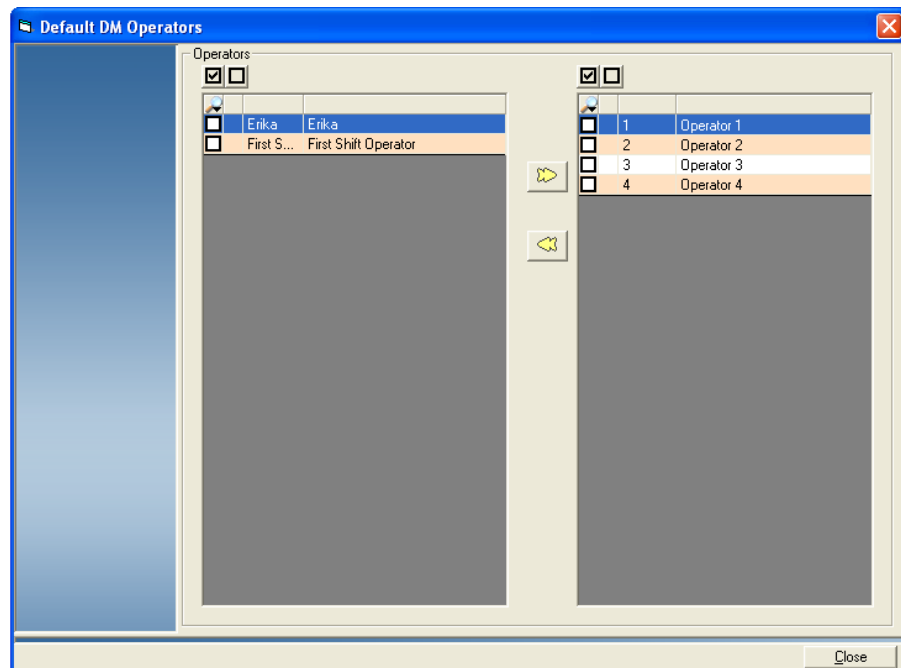 Default DM Operators
Operators
Erika Erika
First S... First Shift Operator
1 Operator 1
2 Operator 2
3 Operator 3
4 Operator 4
Close